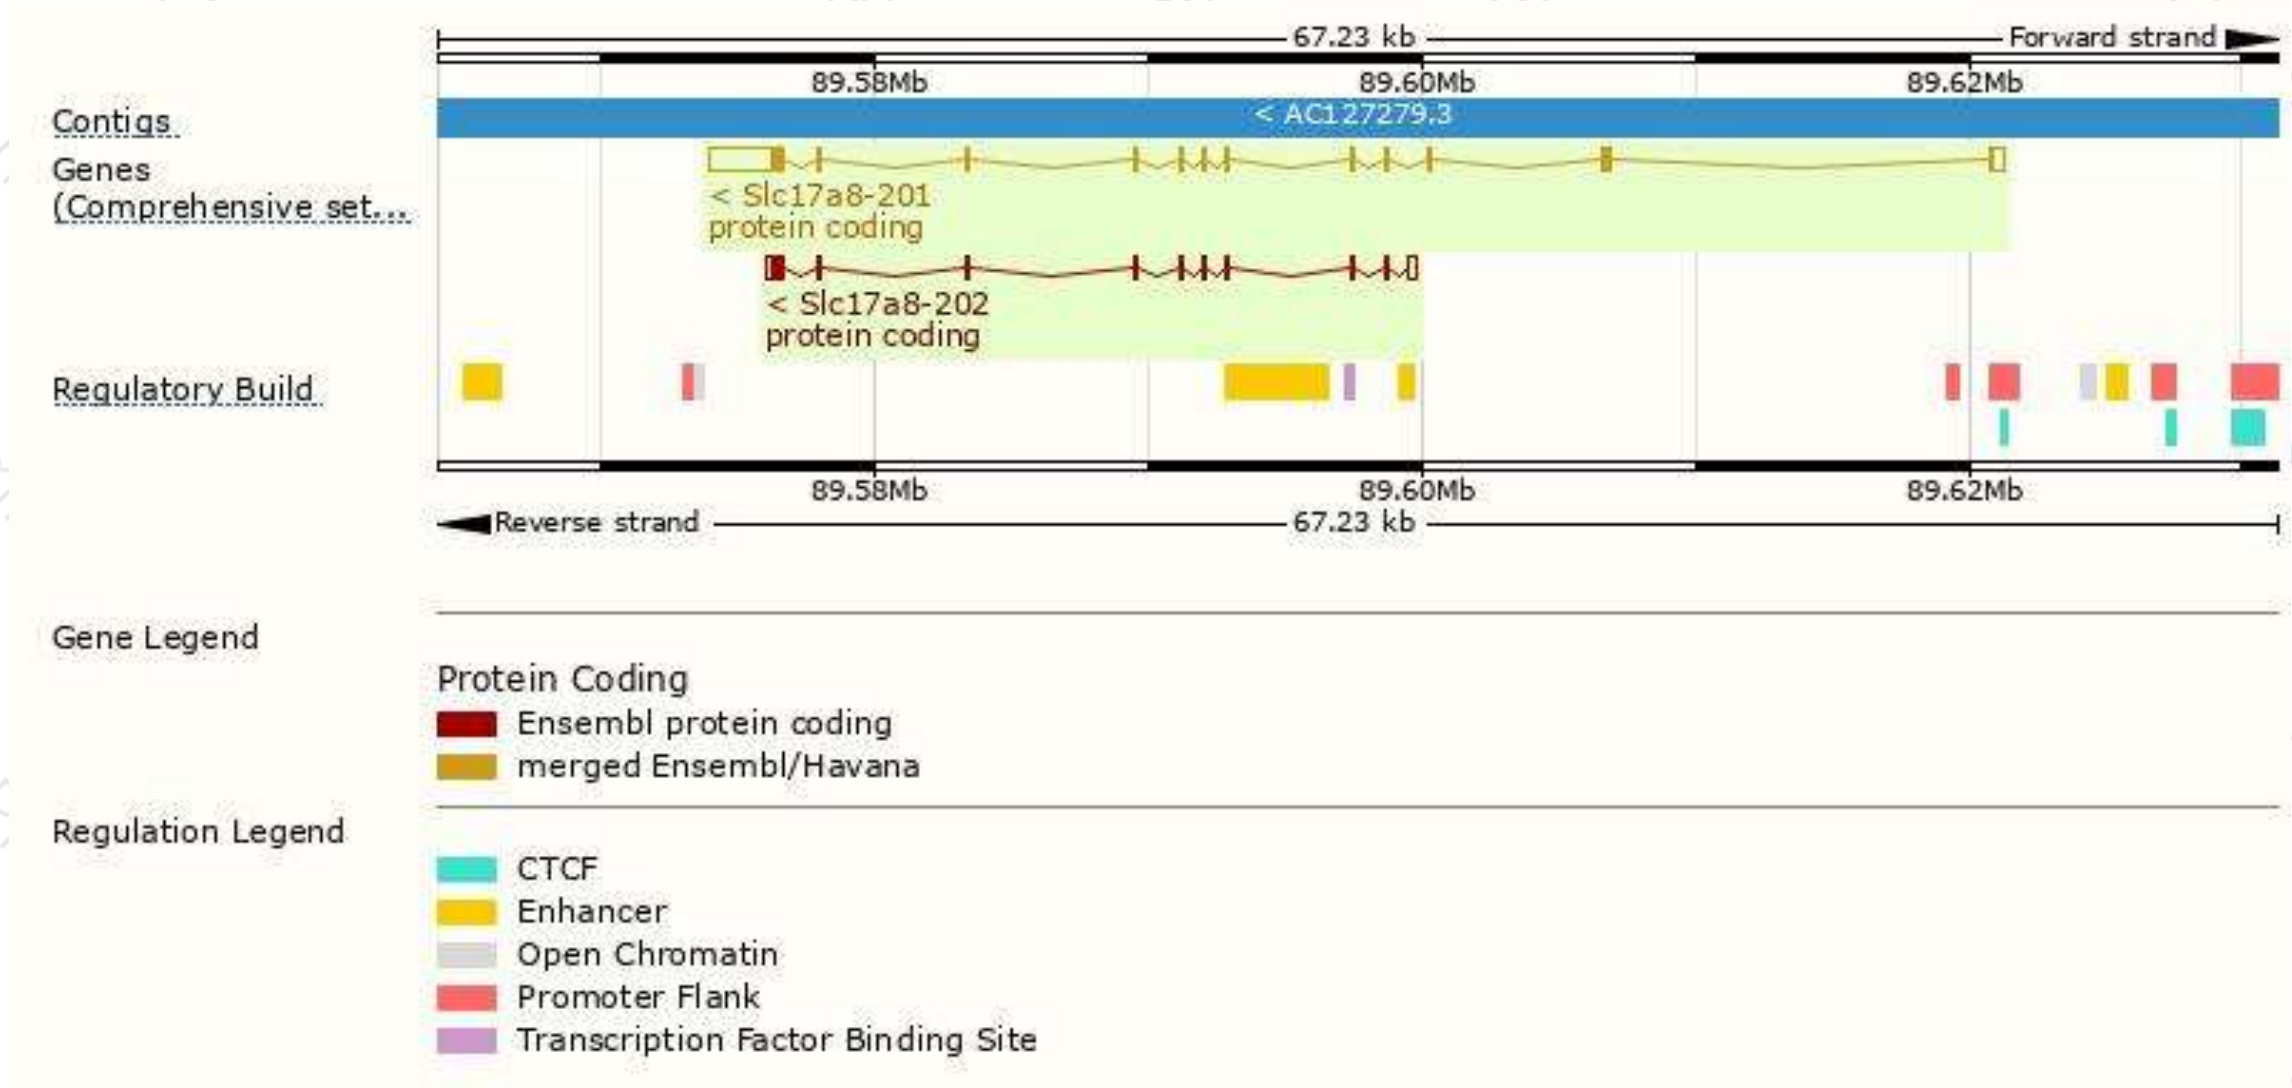 67.23 kb Forward strand
89.58Mb 89.60Mb 89.62Mb
Contigs < AC127279.3
Genes
(Comprehensive set...
< Slc17a8-201
protein coding
< Slc17a8-202
protein coding
Regulatory Build
89.58Mb 89.60Mb 89.62Mb
Reverse strand 67.23 kb
Gene Legend
Protein Coding
Ensembl protein coding
merged Ensembl/Havana
Regulation Legend
CTCF
Enhancer
Open Chromatin
Promoter Flank
Transcription Factor Binding Site